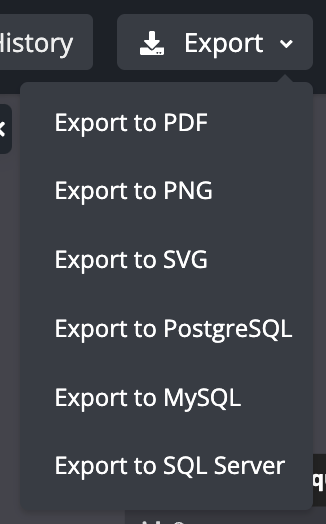 History
Export
Export to PDF
Export to PNG
Export to SVG
Export to PostgreSQL
Export to MySQL
Export to SQL Server